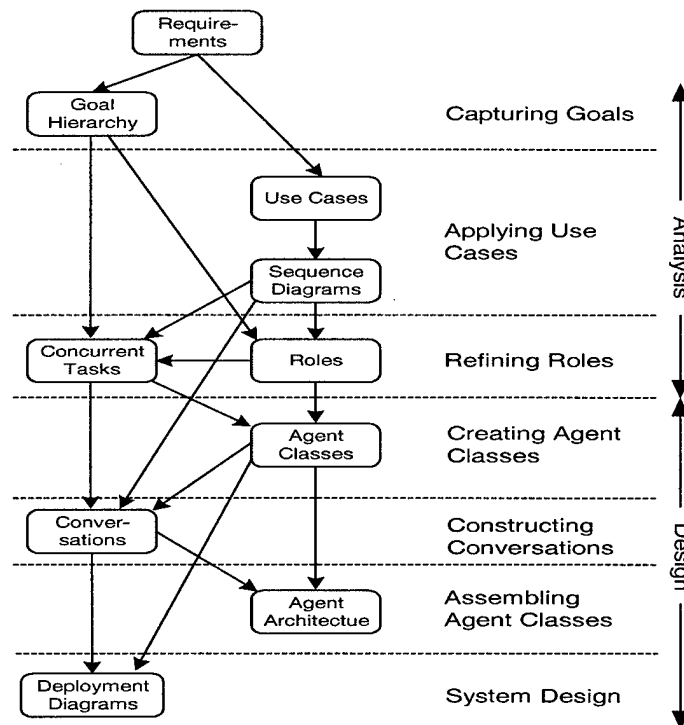 Require-
ments
Goal
Hierarchy
Capturing Goals
Use Cases
Applying Use
Cases
Sequence
Diagrams
Analysis
Concurrent
Tasks
Roles
Refining Roles
Agent
Classes
Creating Agent
Classes
Conver-
sations
Constructing
Conversations
Design
Agent
Architectue
Assembling
Agent Classes
Deployment
Diagrams
System Design